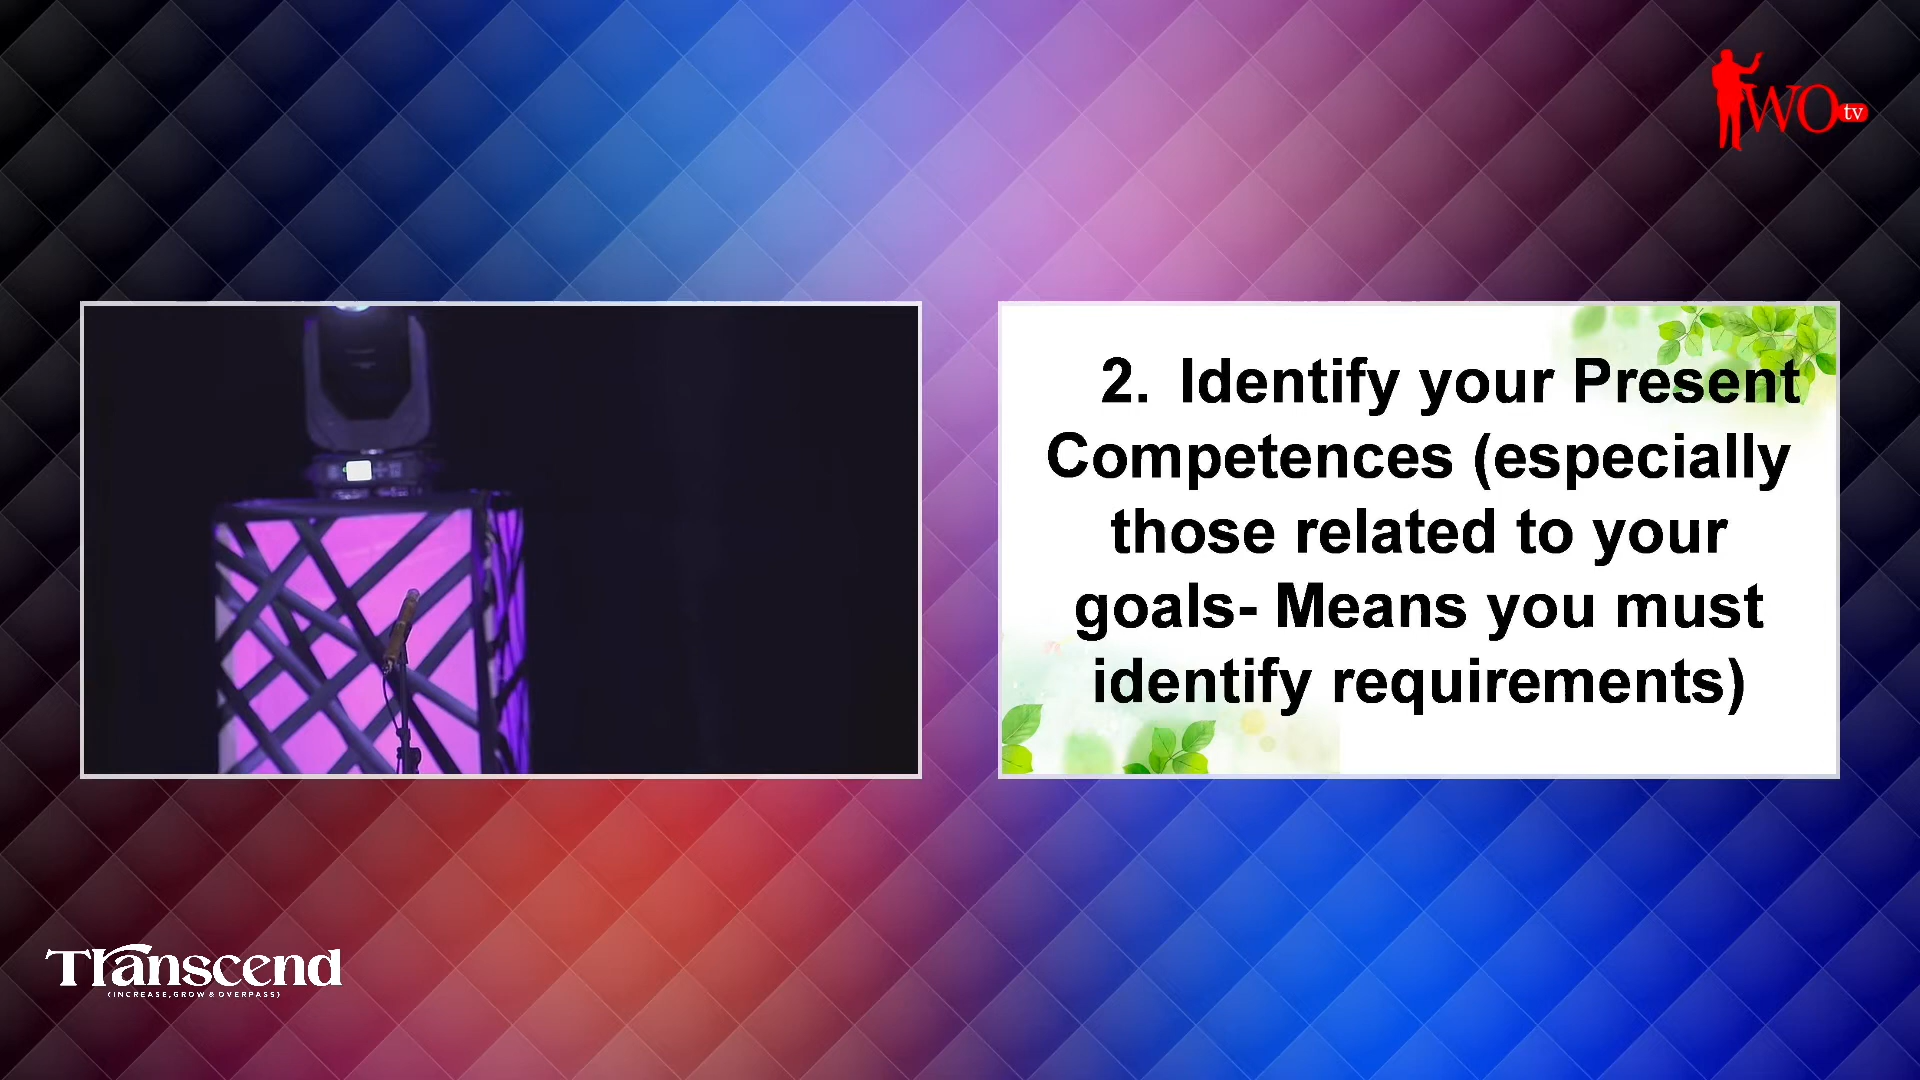 WO tv
2. Identify your Present
Competences (especially
those related to your
goals- Means you must
identify requirements)
Transcend
(INCREASE, GROW & OVERPASS)